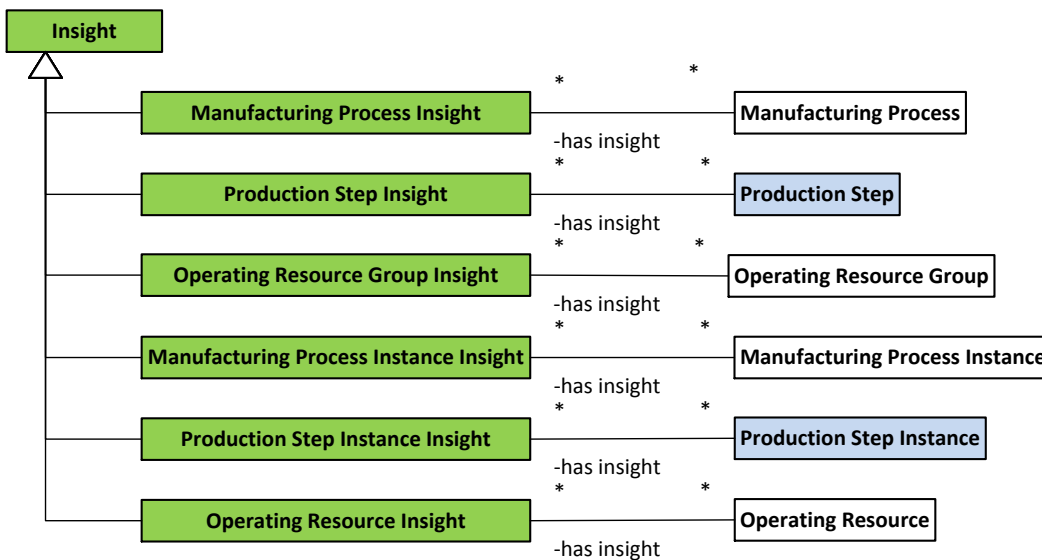 Insight
* *
Manufacturing Process Insight Manufacturing Process
-has insight
* *
Production Step Insight Production Step
-has insight
* *
Operating Resource Group Insight Operating Resource Group
-has insight
* *
Manufacturing Process Instance Insight Manufacturing Process Instance
-has insight
* *
Production Step Instance Insight Production Step Instance
-has insight
* *
Operating Resource Insight Operating Resource
-has insight